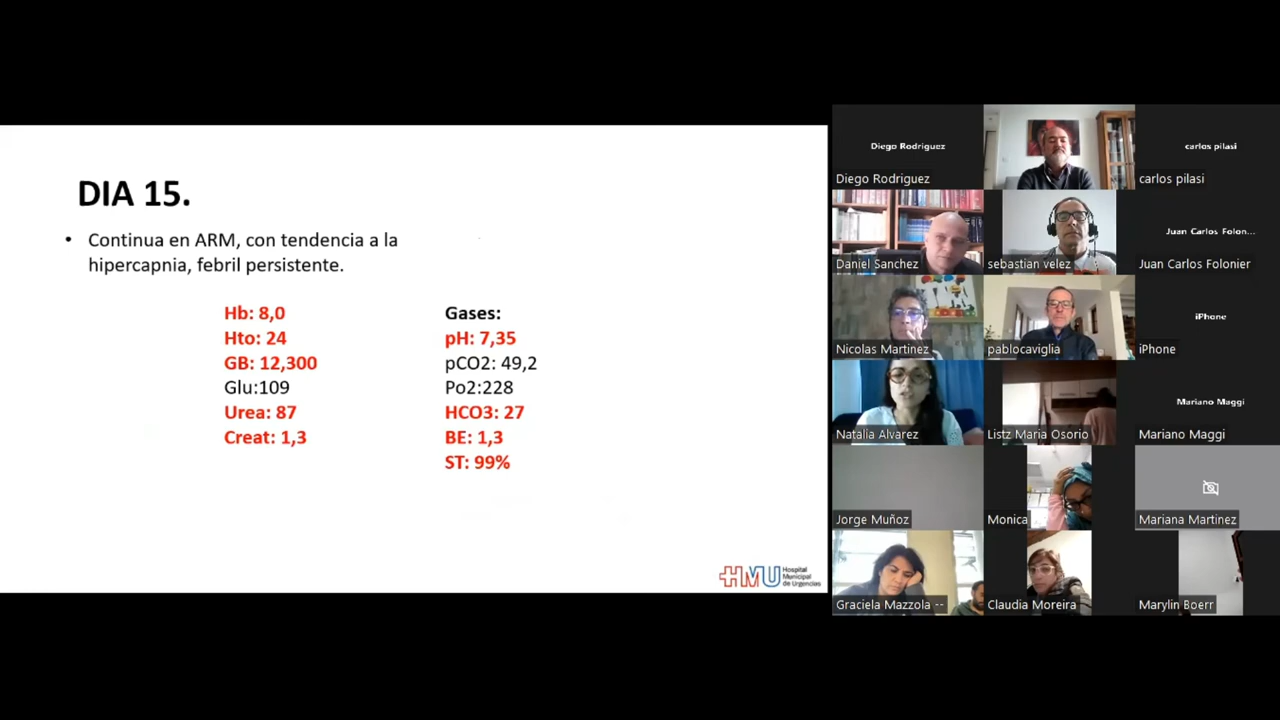 DIA 15.
• Continua en ARM, con tendencia a la
hipercapnia, febril persistente.
Hb: 8,0
Hto: 24
GB: 12,300
Glu:109
Urea: 87
Creat: 1,3
Gases:
pH: 7,35
pCO2: 49,2
Po2:228
HCO3: 27
BE: 1,3
ST: 99%
HMU Hospital
Municipal
de Urgencias
Diego Rodriguez
Diego Rodriguez
carlos pilasi
carlos pilasi
Daniel Sanchez
sebastian velez
Juan Carlos Folon...
Juan Carlos Folonier
Nicolas Martinez
pablocaviglia
iPhone
iPhone
Natalia Alvarez
Listz Maria Osorio
Mariano Maggi
Mariano Maggi
Jorge Muñoz
Monica
Mariana Martinez
Graciela Mazzola --
Claudia Moreira
Marylin Boerr